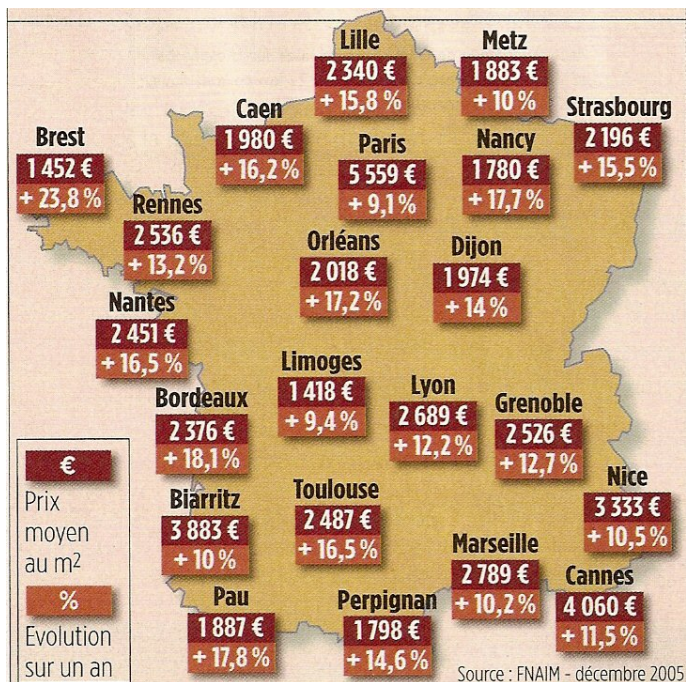 Lille
2 340 €
+ 15,8 %
Metz
1 883 €
+ 10 %
Strasbourg
2 196 €
+ 15,5 %
Caen
1 980 €
+ 16,2 %
Brest
1 452 €
+ 23,8 %
Paris
5 559 €
+ 9,1 %
Nancy
1 780 €
+ 17,7 %
Rennes
2 536 €
+ 13,2 %
Orléans
2 018 €
+ 17,2 %
Dijon
1 974 €
+ 14 %
Nantes
2 451 €
+ 16,5 %
Limoges
1 418 €
+ 9,4 %
Lyon
2 689 €
+ 12,2 %
Grenoble
2 526 €
+ 12,7 %
Bordeaux
2 376 €
+ 18,1 %
Nice
3 333 €
+ 10,5 %
Biarritz
3 883 €
+ 10 %
Toulouse
2 487 €
+ 16,5 %
Marseille
2 789 €
+ 10,2 %
Cannes
4 060 €
+ 11,5 %
Pau
1 887 €
+ 17,8 %
Perpignan
1 798 €
+ 14,6 %
€
Prix
moyen
au m²
%
Evolution
sur un an
Source : FNAIM - décembre 2005